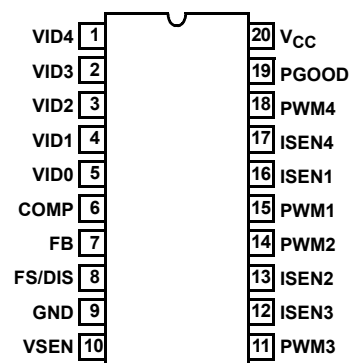 VID4 1 20 VCC
VID3 2 19 PGOOD
VID2 3 18 PWM4
VID1 4 17 ISEN4
VID0 5 16 ISEN1
COMP 6 15 PWM1
FB 7 14 PWM2
FS/DIS 8 13 ISEN2
GND 9 12 ISEN3
VSEN 10 11 PWM3